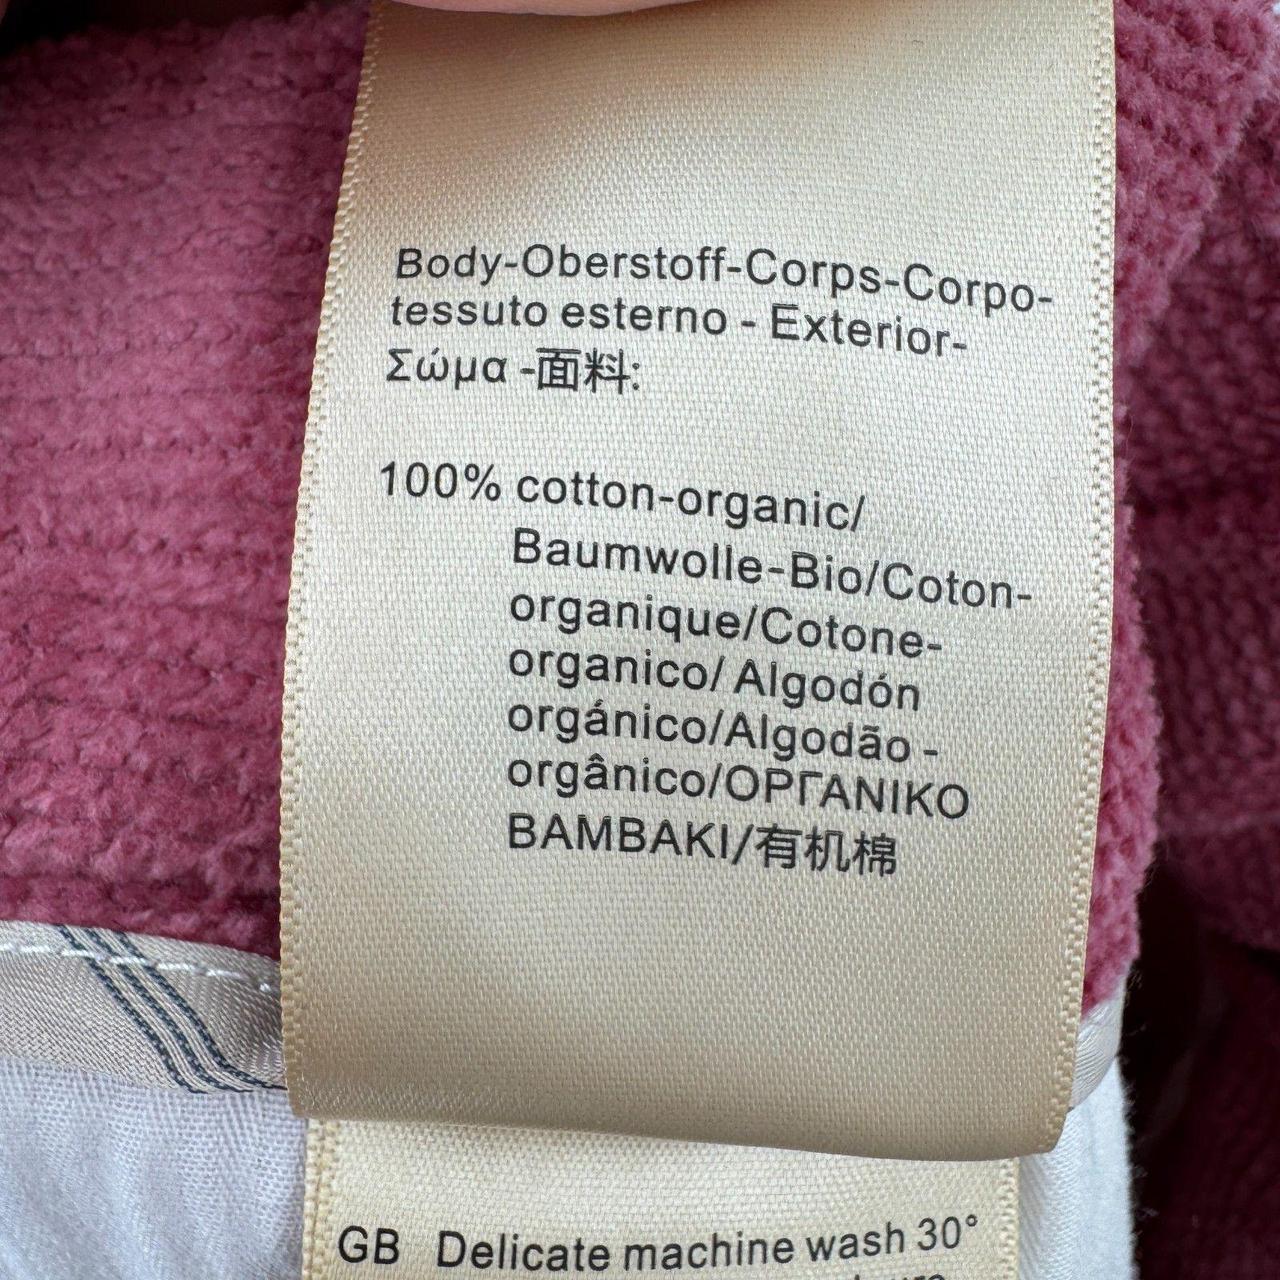 Body-Oberstoff-Corps-Corpo-
tessuto esterno - Exterior-
Σώμα -面料:
100% cotton-organic/
Baumwolle-Bio/Coton-
organique/Cotone-
organico/ Algodón
orgánico/Algodão -
orgânico/ΟΡΓΑΝΙΚΟ
ΒΑΜΒΑΚΙ/有机棉
GB Delicate machine wash 30°